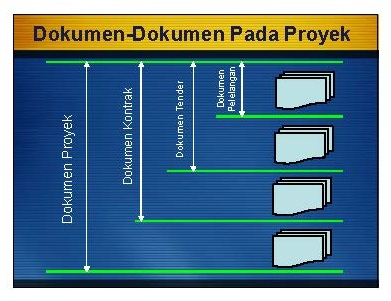 Dokumen-Dokumen Pada Proyek
Dokumen Proyek
Dokumen Kontrak
Dokumen Tender
Dokumen
Pelelangan